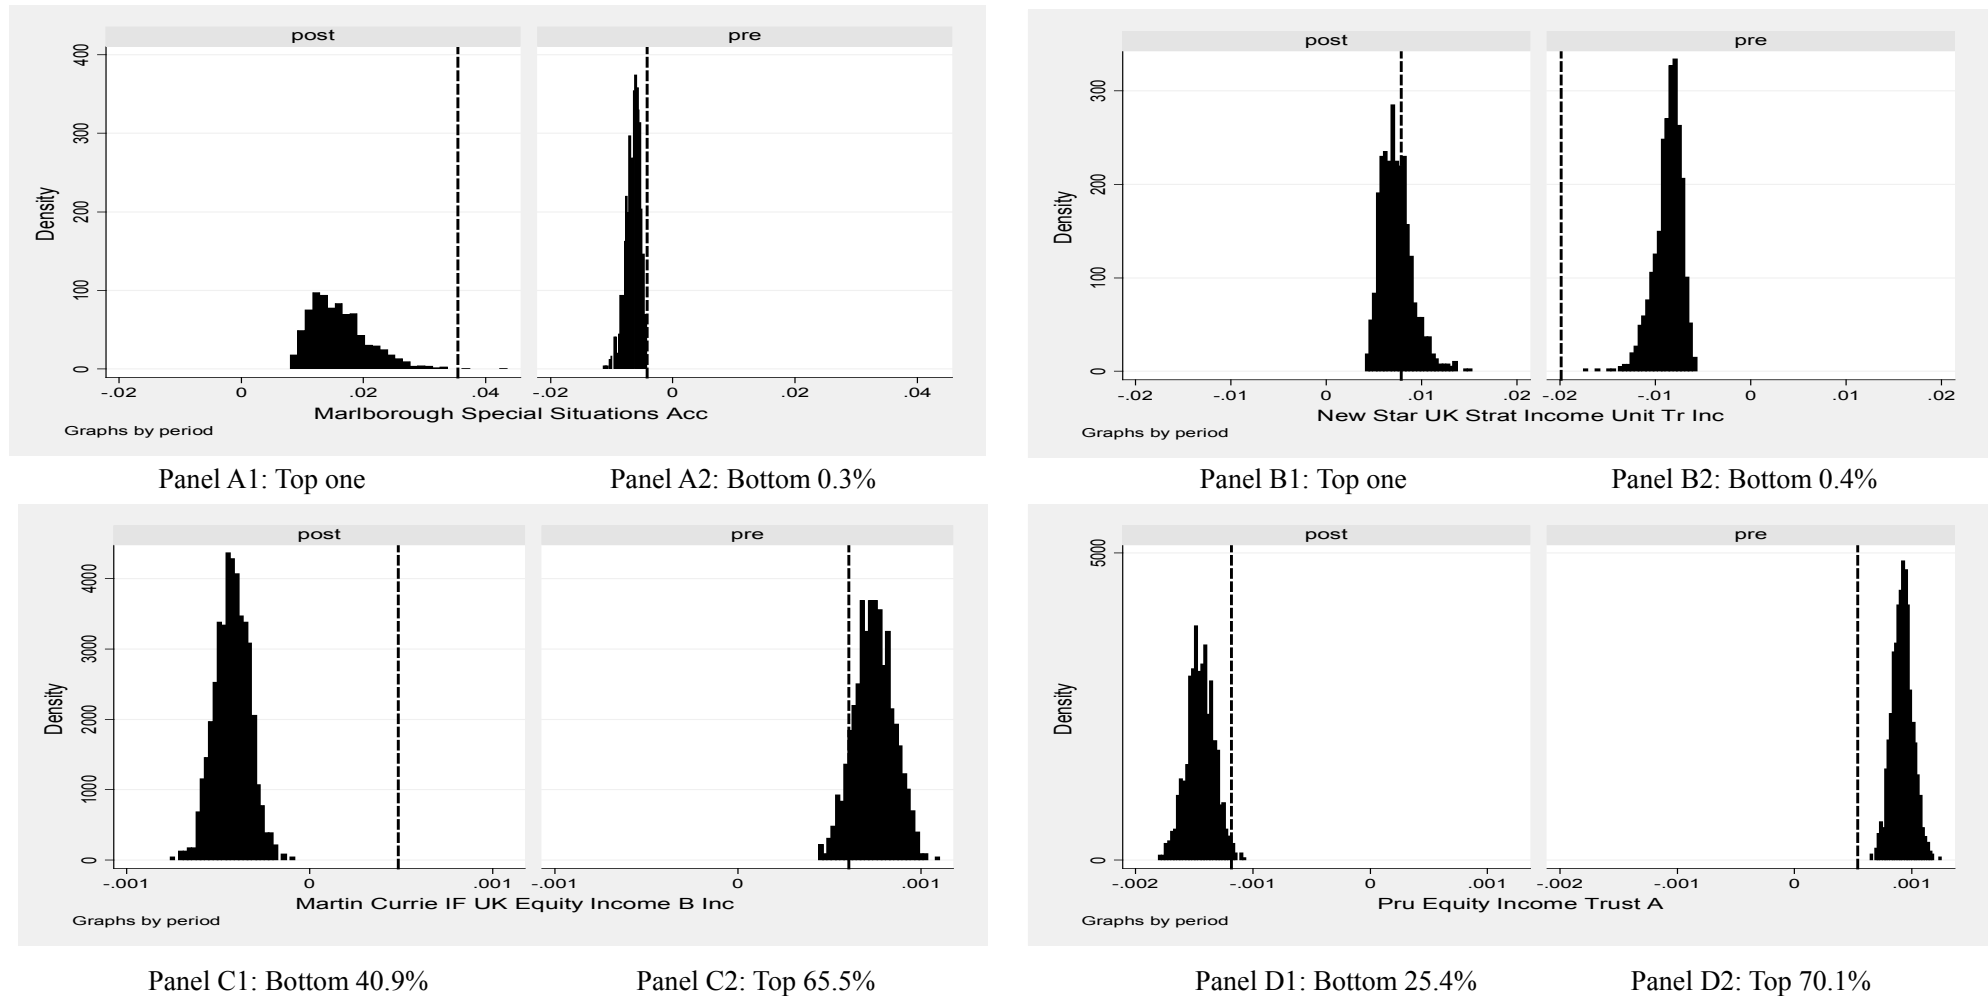 post pre
Density
400
300
200
100
0
-.02 0 .02 .04 -.02 0 .02 .04
Marlborough Special Situations Acc
Graphs by period
Panel A1: Top one Panel A2: Bottom 0.3%
post pre
Density
300
200
100
0
-.02 -.01 0 .01 .02 -.02 -.01 0 .01 .02
New Star UK Strat Income Unit Tr Inc
Graphs by period
Panel B1: Top one Panel B2: Bottom 0.4%
post pre
Density
4000
3000
2000
1000
0
-.001 0 .001 -.001 0 .001
Martin Currie IF UK Equity Income B Inc
Graphs by period
Panel C1: Bottom 40.9% Panel C2: Top 65.5%
post pre
Density
5000
0
-.002 -.001 0 .001 -.002 -.001 0 .001
Pru Equity Income Trust A
Graphs by period
Panel D1: Bottom 25.4% Panel D2: Top 70.1%